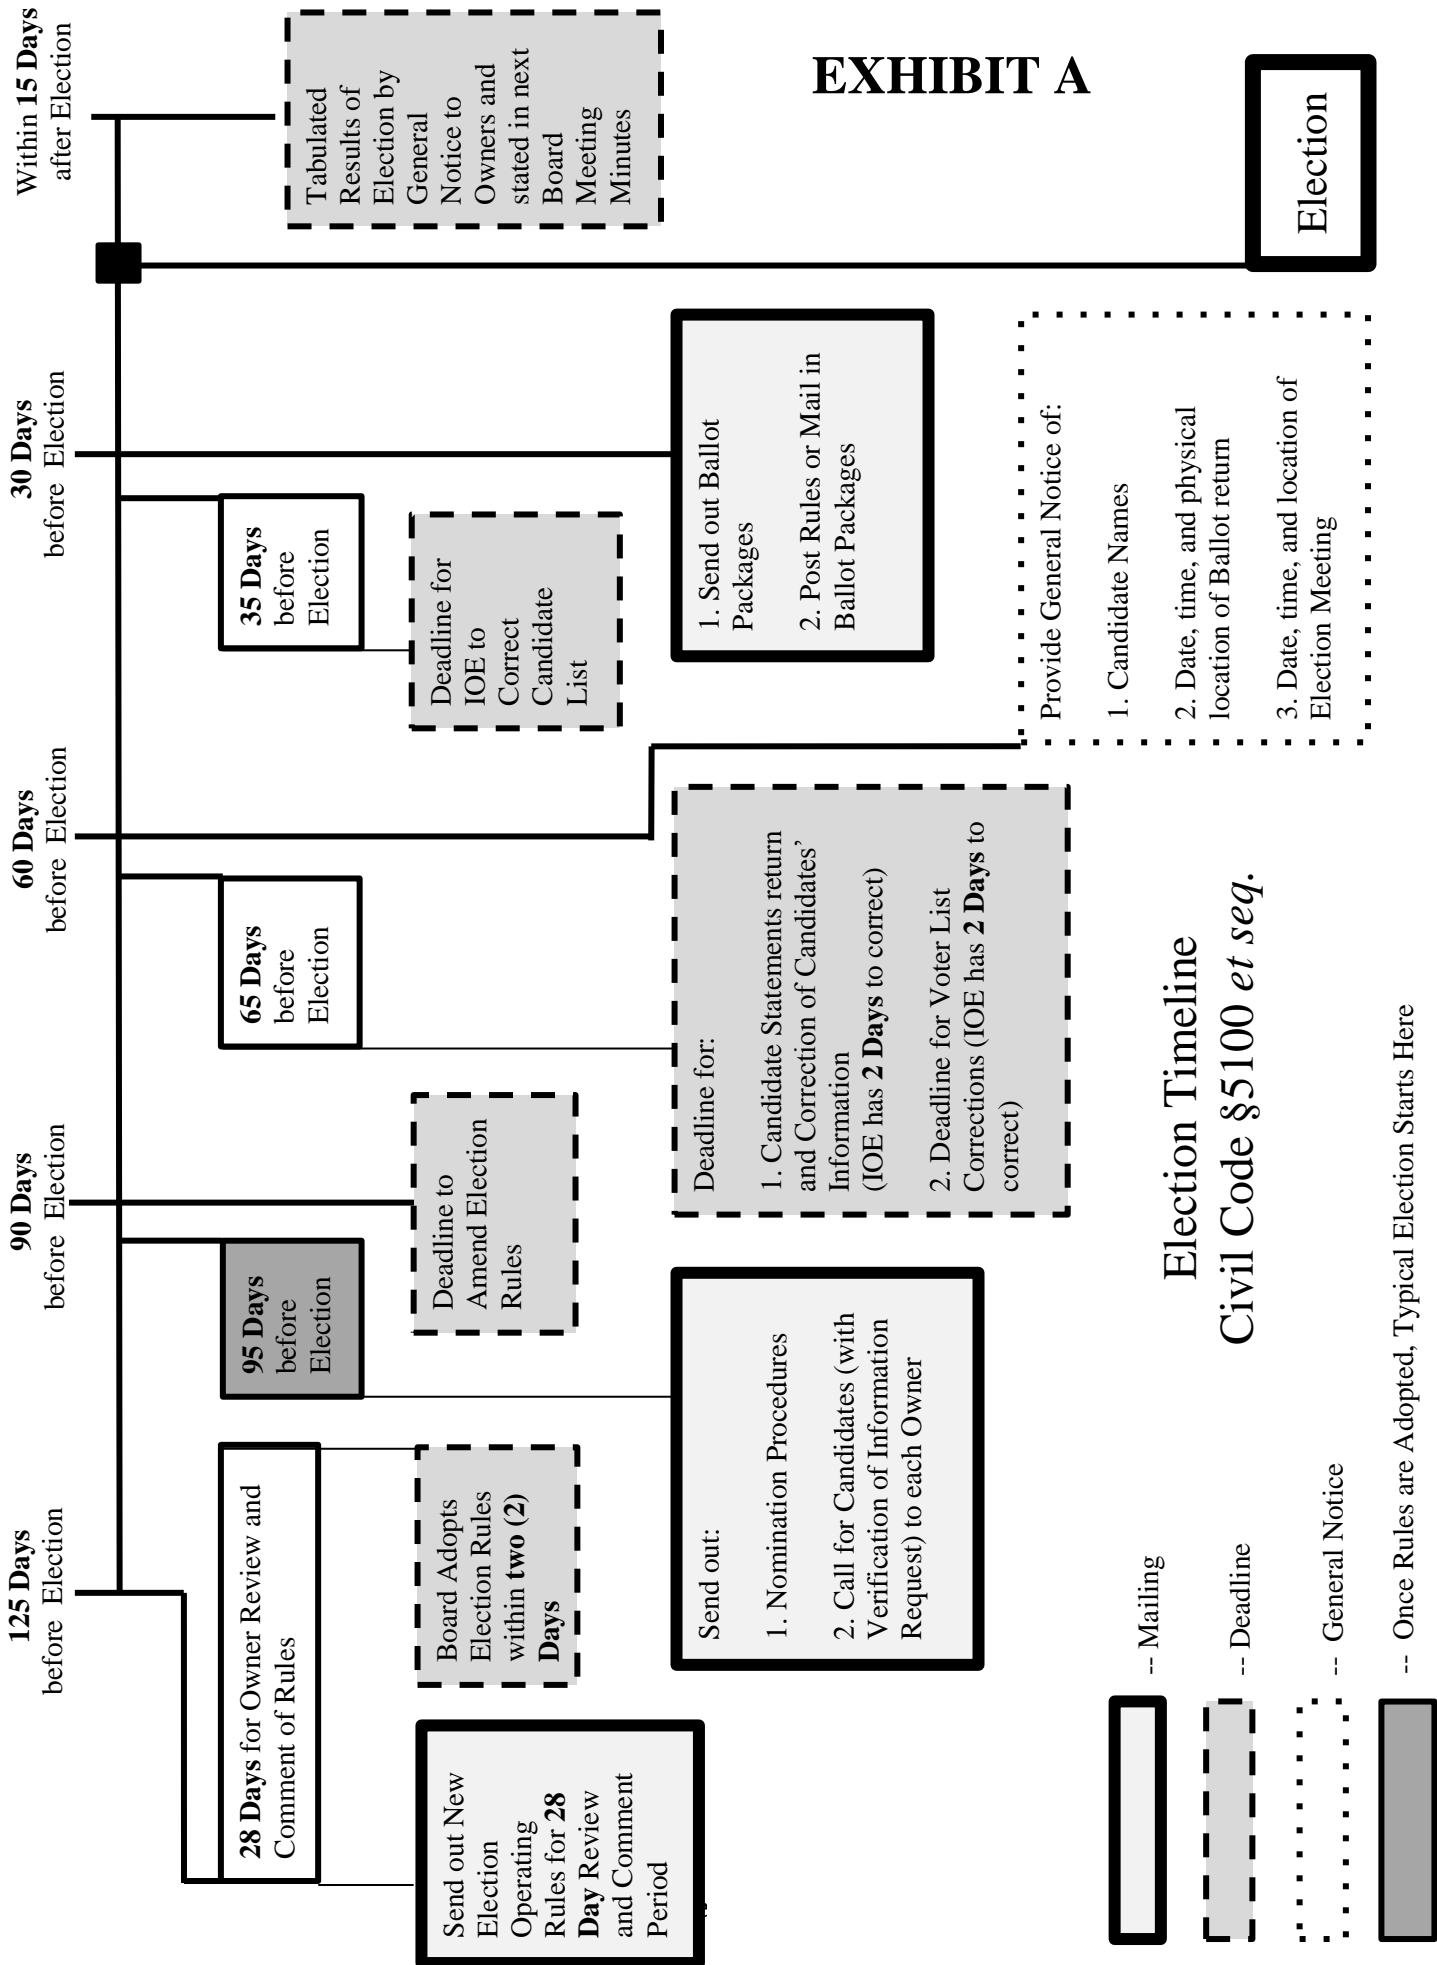 EXHIBIT A
125 Days
before Election
90 Days
before Election
60 Days
before Election
30 Days
before Election
Within 15 Days
after Election
28 Days for Owner Review and
Comment of Rules
95 Days
before
Election
65 Days
before
Election
35 Days
before
Election
Send out New
Election
Operating
Rules for 28
Day Review
and Comment
Period
Board Adopts
Election Rules
within two (2)
Days
Deadline to
Amend Election
Rules
Deadline for
IOE to
Correct
Candidate
List
Tabulated
Results of
Election by
General
Notice to
Owners and
stated in next
Board
Meeting
Minutes
Send out:
1. Nomination Procedures
2. Call for Candidates (with
Verification of Information
Request) to each Owner
Deadline for:
1. Candidate Statements return
and Correction of Candidates’
Information
(IOE has 2 Days to correct)
2. Deadline for Voter List
Corrections (IOE has 2 Days to
correct)
1. Send out Ballot
Packages
2. Post Rules or Mail in
Ballot Packages
Provide General Notice of:
1. Candidate Names
2. Date, time, and physical
location of Ballot return
3. Date, time, and location of
Election Meeting
Election
Election Timeline
Civil Code §5100 et seq.
-- Mailing
-- Deadline
-- General Notice
-- Once Rules are Adopted, Typical Election Starts Here